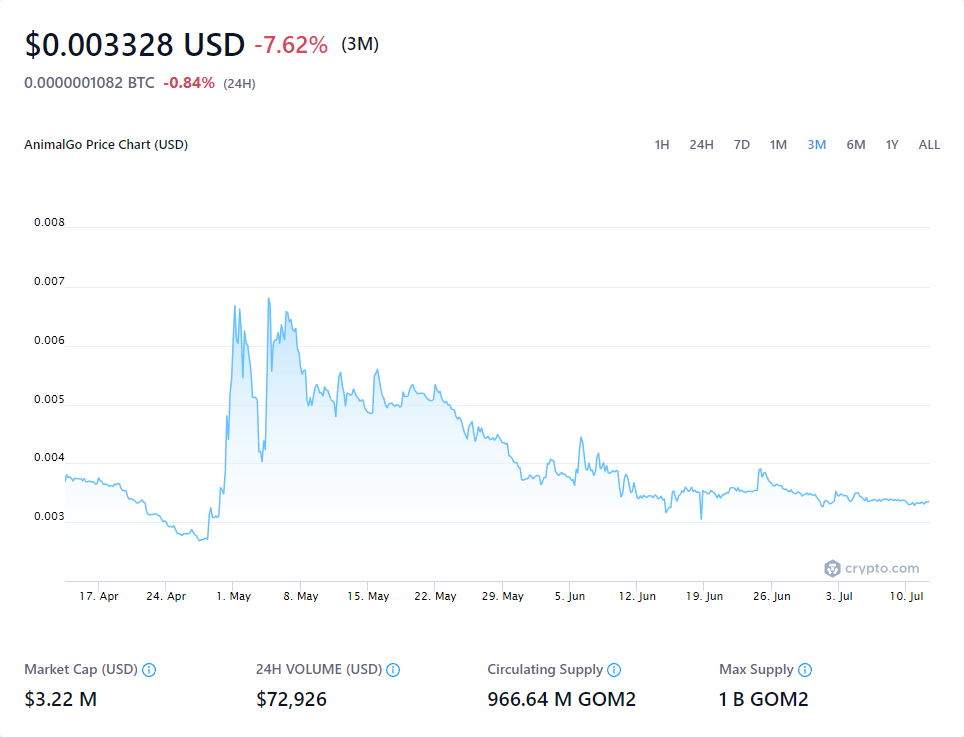 $0.003328 USD -7.62% (3M)
0.0000001082 BTC -0.84% (24H)
AnimalGo Price Chart (USD) 1H 24H 7D 1M 3M 6M 1Y ALL
0.008
0.007
0.006
0.005
0.004
0.003
crypto.com
17. Apr 24. Apr 1. May 8. May 15. May 22. May 29. May 5. Jun 12. Jun 19. Jun 26. Jun 3. Jul 10. Jul
Market Cap (USD) 24H VOLUME (USD) Circulating Supply Max Supply
$3.22 M $72,926 966.64 M GOM2 1 B GOM2